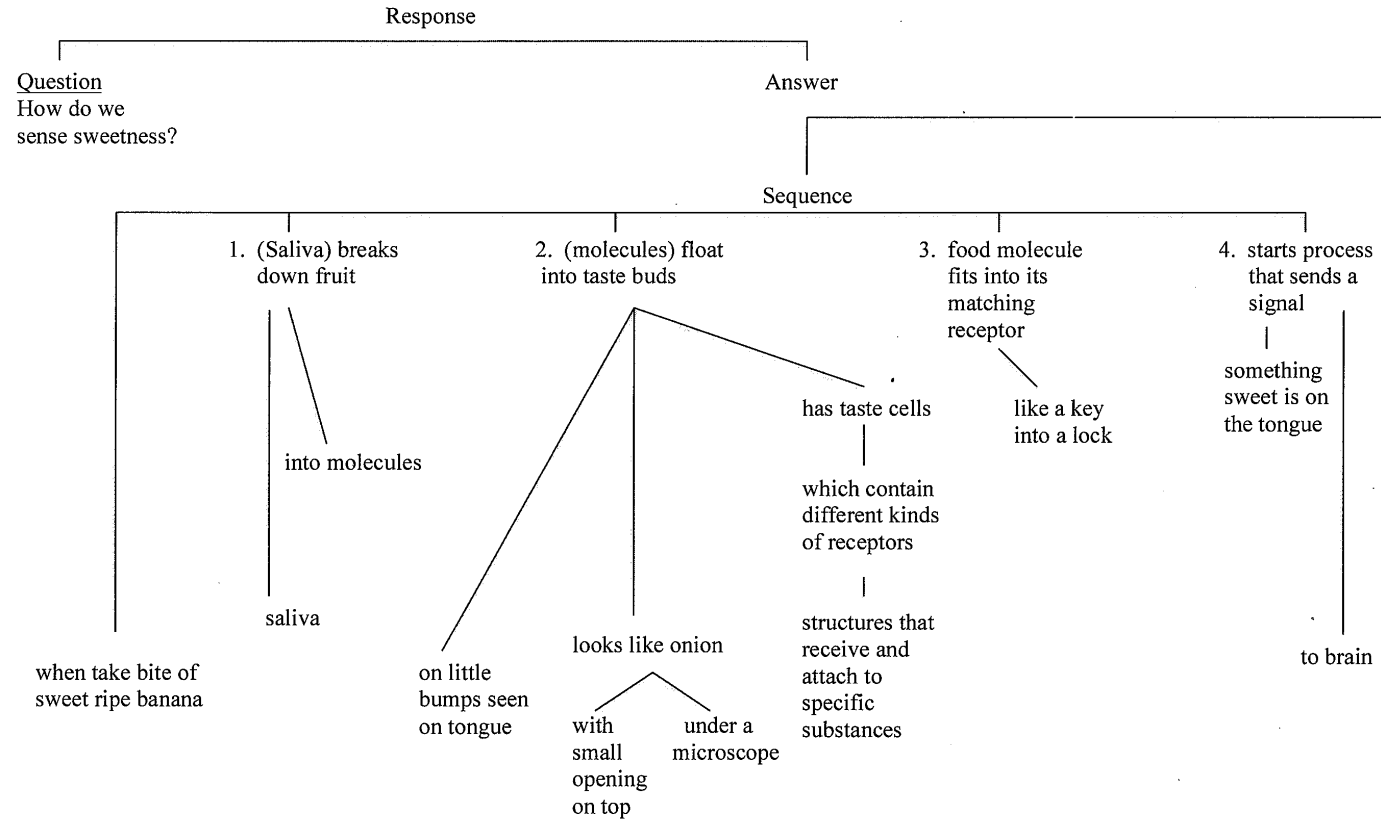 Response
Question
How do we
sense sweetness?
Answer
Sequence
1. (Saliva) breaks
down fruit
2. (molecules) float
into taste buds
3. food molecule
fits into its
matching
receptor
4. starts process
that sends a
signal
something
sweet is on
the tongue
has taste cells
like a key
into a lock
into molecules
which contain
different kinds
of receptors
saliva
structures that
receive and
attach to
specific
substances
looks like onion
to brain
when take bite of
sweet ripe banana
on little
bumps seen
on tongue
with
small
opening
on top
under a
microscope